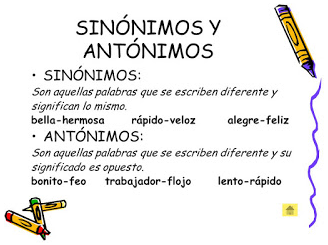 SINÓNIMOS Y
ANTÓNIMOS
• SINÓNIMOS:
Son aquellas palabras que se escriben diferente y
significan lo mismo.
bella-hermosa rápido-veloz alegre-feliz
• ANTÓNIMOS:
Son aquellas palabras que se escriben diferente y su
significado es opuesto.
bonito-feo trabajador-flojo lento-rápido